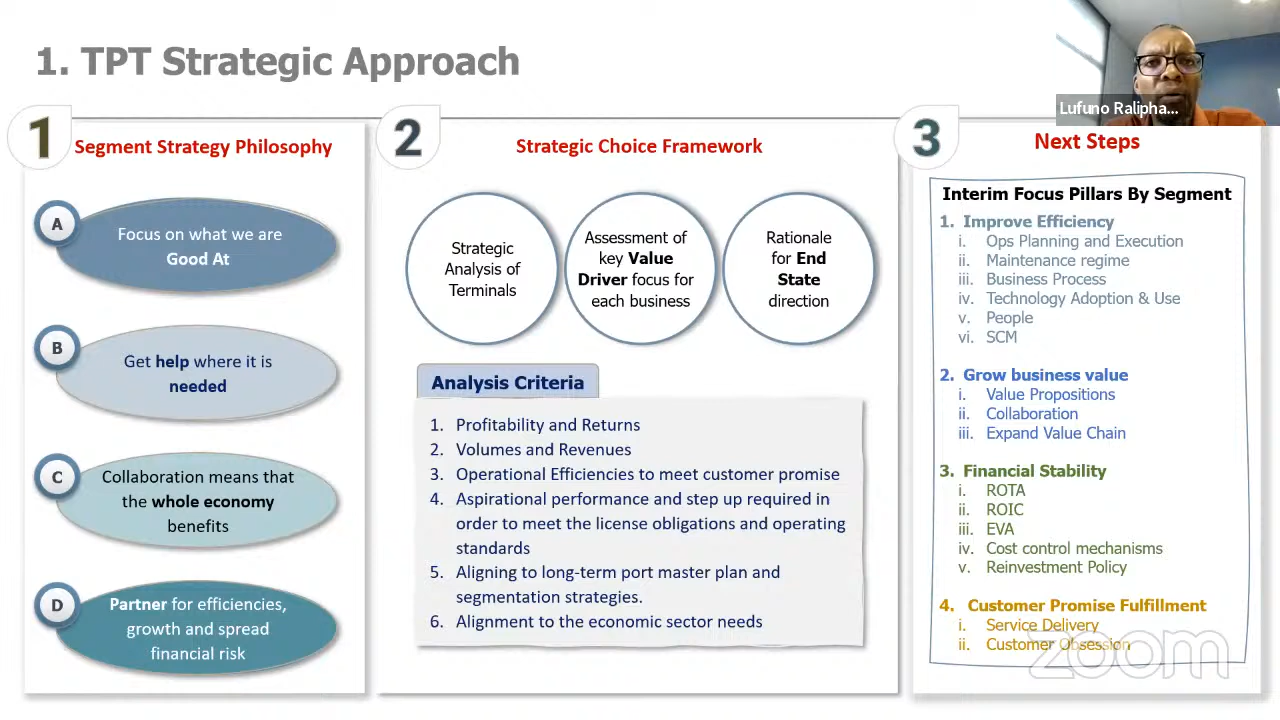 1. TPT Strategic Approach
Lufuno Ralipha...
1
Segment Strategy Philosophy
A
Focus on what we are
Good At
B
Get help where it is
needed
C
Collaboration means that
the whole economy
benefits
D
Partner for efficiencies,
growth and spread
financial risk
2
Strategic Choice Framework
Strategic
Analysis of
Terminals
Assessment of
key Value
Driver focus for
each business
Rationale
for End
State
direction
Analysis Criteria
1. Profitability and Returns
2. Volumes and Revenues
3. Operational Efficiencies to meet customer promise
4. Aspirational performance and step up required in
order to meet the license obligations and operating
standards
5. Aligning to long-term port master plan and
segmentation strategies.
6. Alignment to the economic sector needs
3
Next Steps
Interim Focus Pillars By Segment
1. Improve Efficiency
i. Ops Planning and Execution
ii. Maintenance regime
iii. Business Process
iv. Technology Adoption & Use
v. People
vi. SCM
2. Grow business value
i. Value Propositions
ii. Collaboration
iii. Expand Value Chain
3. Financial Stability
i. ROTA
ii. ROIC
iii. EVA
iv. Cost control mechanisms
v. Reinvestment Policy
4. Customer Promise Fulfillment
i. Service Delivery
ii. Customer Obsession
zoom